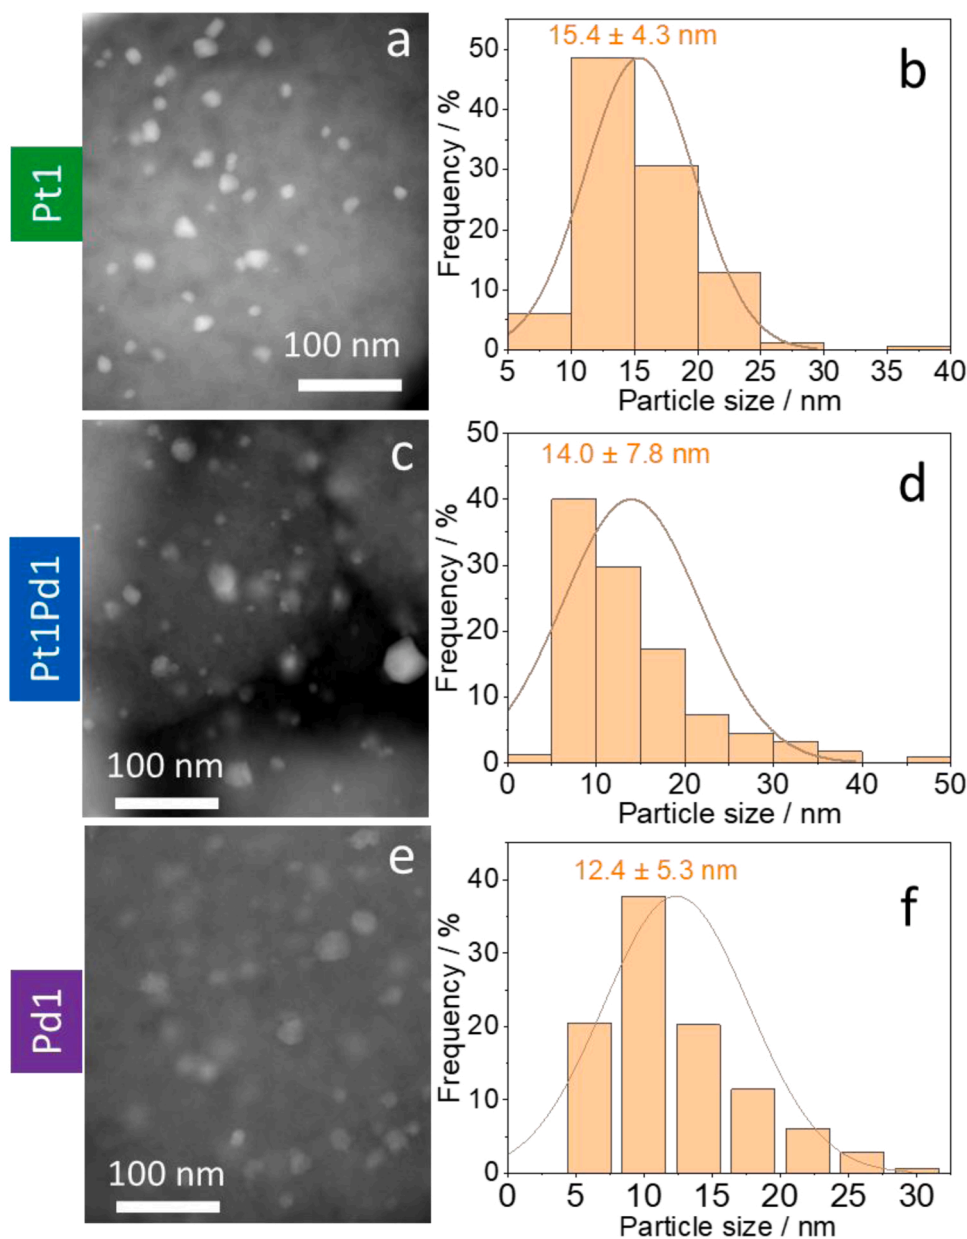 Pt1
a
100 nm
15.4 ± 4.3 nm
b
Frequency / %
50
40
30
20
10
0
5 10 15 20 25 30 35 40
Particle size / nm
Pt1Pd1
c
100 nm
14.0 ± 7.8 nm
d
Frequency / %
50
40
30
20
10
0
0 10 20 30 40 50
Particle size / nm
Pd1
e
100 nm
12.4 ± 5.3 nm
f
Frequency / %
40
30
20
10
0
0 5 10 15 20 25 30
Particle size / nm